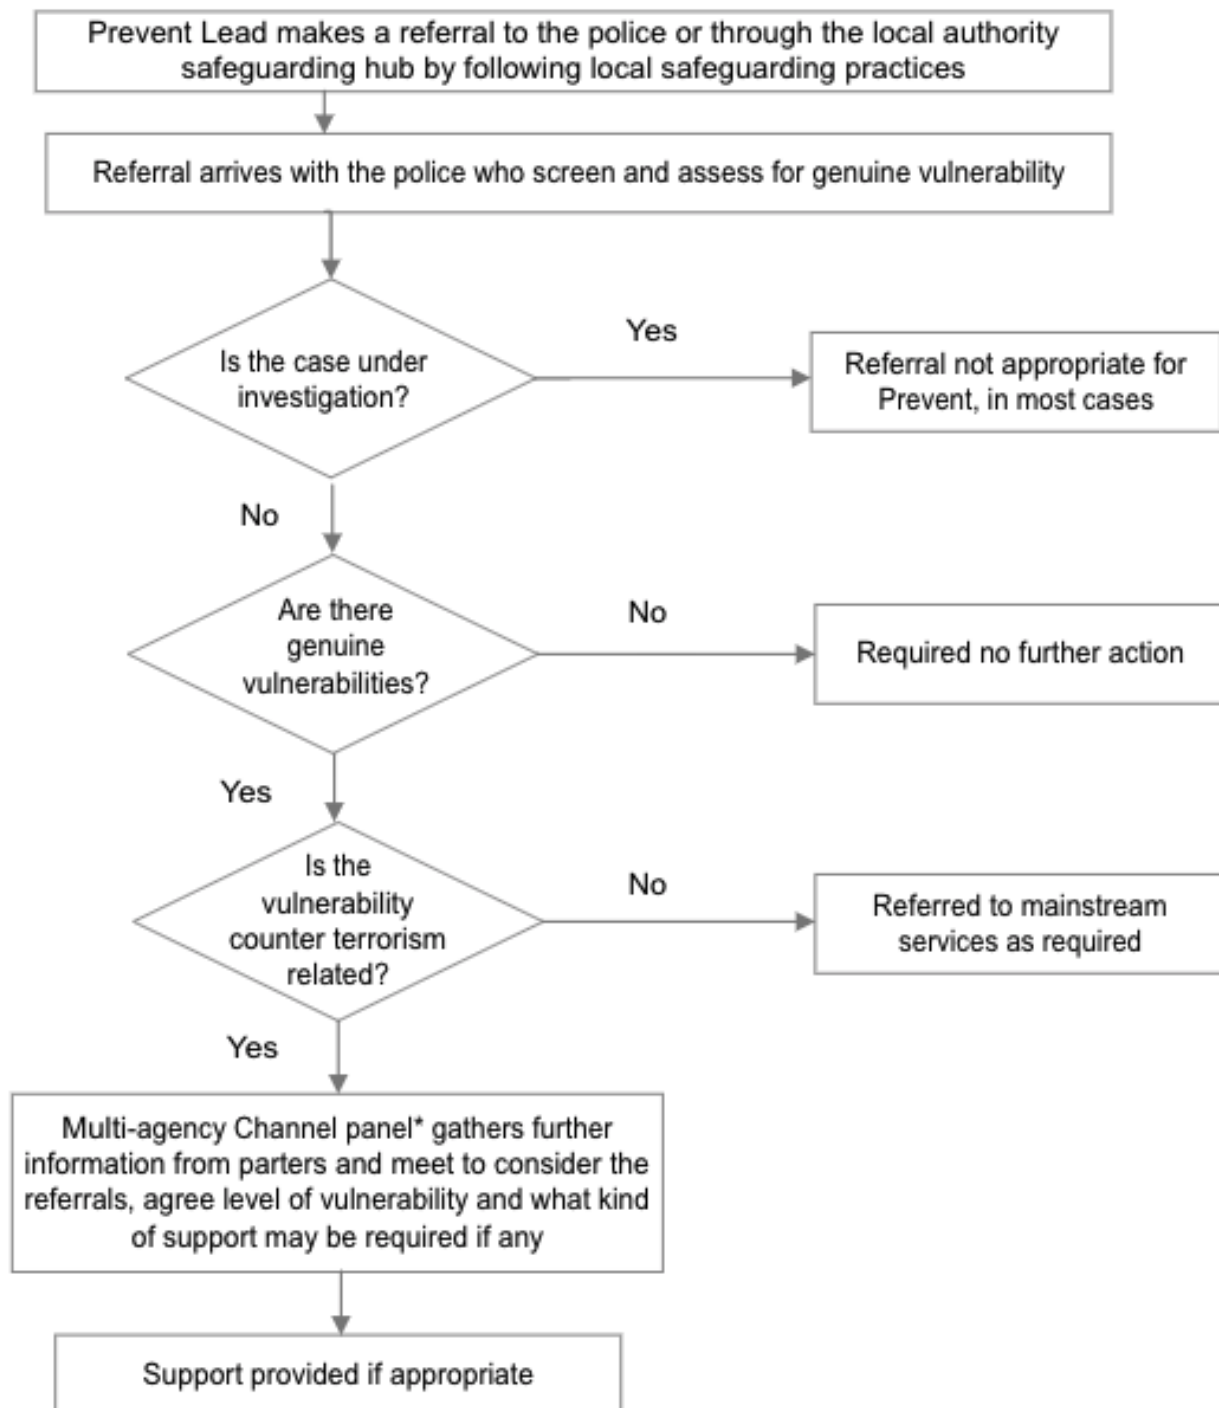 Prevent Lead makes a referral to the police or through the local authority
safeguarding hub by following local safeguarding practices
Referral arrives with the police who screen and assess for genuine vulnerability
Is the case under
investigation?
Yes
Referral not appropriate for
Prevent, in most cases
No
Are there
genuine
vulnerabilities?
No
Required no further action
Yes
Is the
vulnerability
counter terrorism
related?
No
Referred to mainstream
services as required
Yes
Multi-agency Channel panel* gathers further
information from parters and meet to consider the
referrals, agree level of vulnerability and what kind
of support may be required if any
Support provided if appropriate